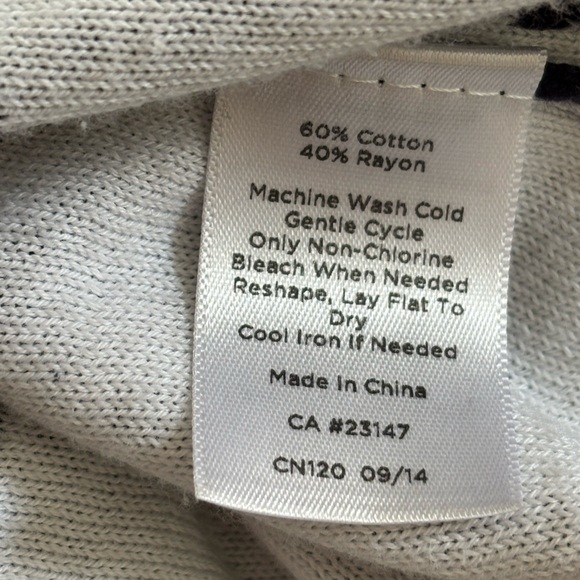 60% Cotton
40% Rayon
Machine Wash Cold
Gentle Cycle
Only Non-Chlorine
Bleach When Needed
Reshape, Lay Flat To
Dry
Cool Iron If Needed
Made In China
CA #23147
CN120 09/14